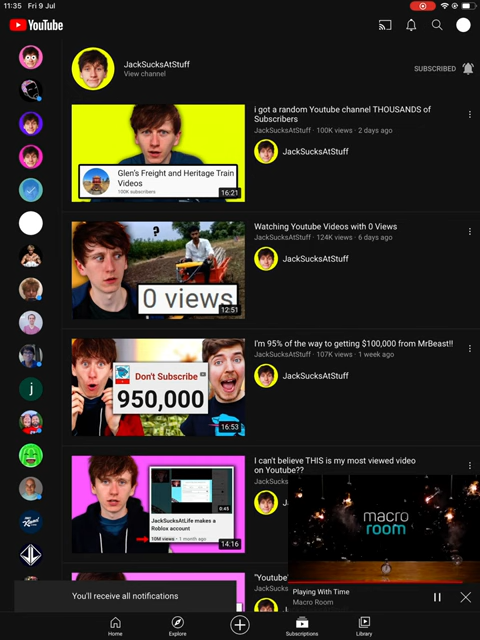 11:35 Fri 9 Jul
YouTube
JackSucksAtStuff
View channel
SUBSCRIBED
i got a random Youtube channel THOUSANDS of
Subscribers
JackSucksAtStuff · 100K views · 2 days ago
JackSucksAtStuff
Glen's Freight and Heritage Train
Videos
100K subscribers
16:21
Watching Youtube Videos with 0 Views
JackSucksAtStuff · 124K views · 6 days ago
JackSucksAtStuff
?
0 views
12:51
I'm 95% of the way to getting $100,000 from MrBeast!!
JackSucksAtStuff · 107K views · 1 week ago
JackSucksAtStuff
Don't Subscribe
950,000
16:53
I can't believe THIS is my most viewed video
on Youtube??
JackSucksAtStuff · 
J
0:45
JackSucksAtLife makes a
Roblox account
10M views · 1 month ago
14:16
macro
room
Playing With Time
Macro Room
"Youtube"
JackSucksAtStuff
You'll receive all notifications
j
Home
Explore
Subscriptions
Library